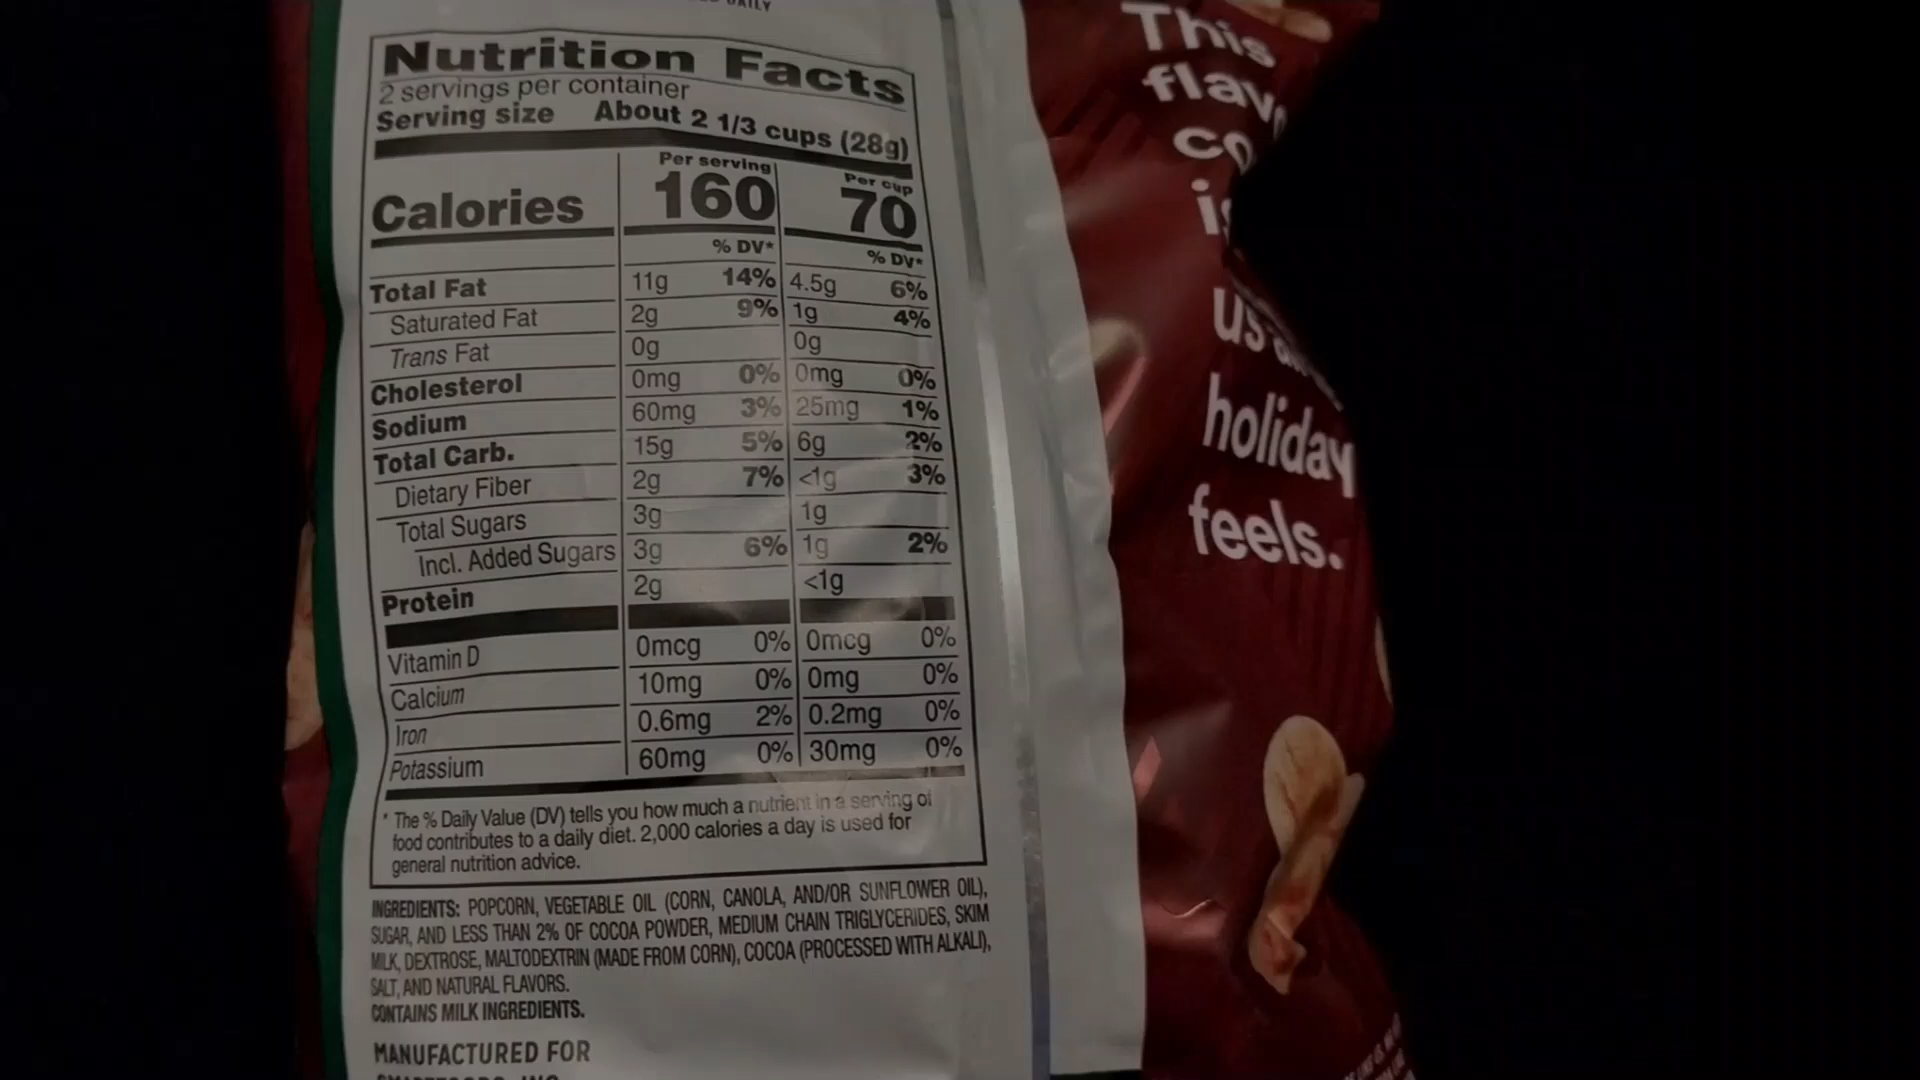 DAILY
Nutrition Facts
2 servings per container
Serving size About 2 1/3 cups (28g)
Per serving Per cup
Calories 160 70
% DV* % DV*
Total Fat 11g 14% 4.5g 6%
Saturated Fat 2g 9% 1g 4%
Trans Fat 0g 0g
Cholesterol 0mg 0% 0mg 0%
Sodium 60mg 3% 25mg 1%
Total Carb. 15g 5% 6g 2%
Dietary Fiber 2g 7% <1g 3%
Total Sugars 3g 1g
Incl. Added Sugars 3g 6% 1g 2%
Protein 2g <1g
Vitamin D 0mcg 0% 0mcg 0%
Calcium 10mg 0% 0mg 0%
Iron 0.6mg 2% 0.2mg 0%
Potassium 60mg 0% 30mg 0%
* The % Daily Value (DV) tells you how much a nutrient in a serving of
food contributes to a daily diet. 2,000 calories a day is used for
general nutrition advice.
INGREDIENTS: POPCORN, VEGETABLE OIL (CORN, CANOLA, AND/OR SUNFLOWER OIL),
SUGAR, AND LESS THAN 2% OF COCOA POWDER, MEDIUM CHAIN TRIGLYCERIDES, SKIM
MILK, DEXTROSE, MALTODEXTRIN (MADE FROM CORN), COCOA (PROCESSED WITH ALKALI),
SALT, AND NATURAL FLAVORS.
CONTAINS MILK INGREDIENTS.
MANUFACTURED FOR
This
holiday
feels.